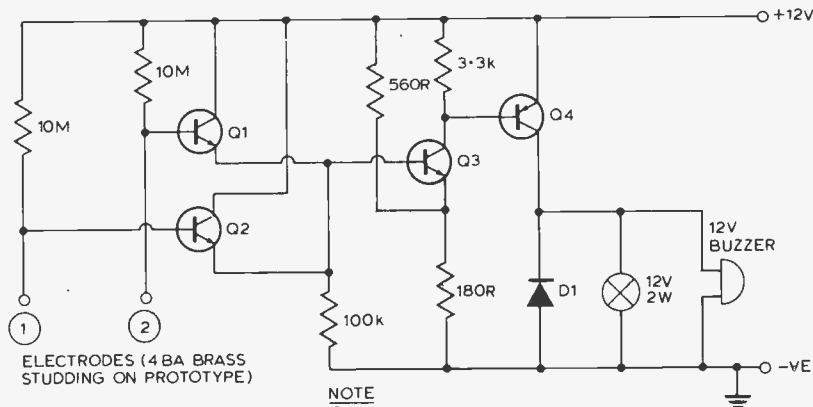 +12V
10M
10M
560R
3·3k
Q1
Q4
Q3
Q2
12V
BUZZER
180R
D1
12V
2W
100k
1
2
ELECTRODES (4BA BRASS
STUDDING ON PROTOTYPE)
-VE
NOTE